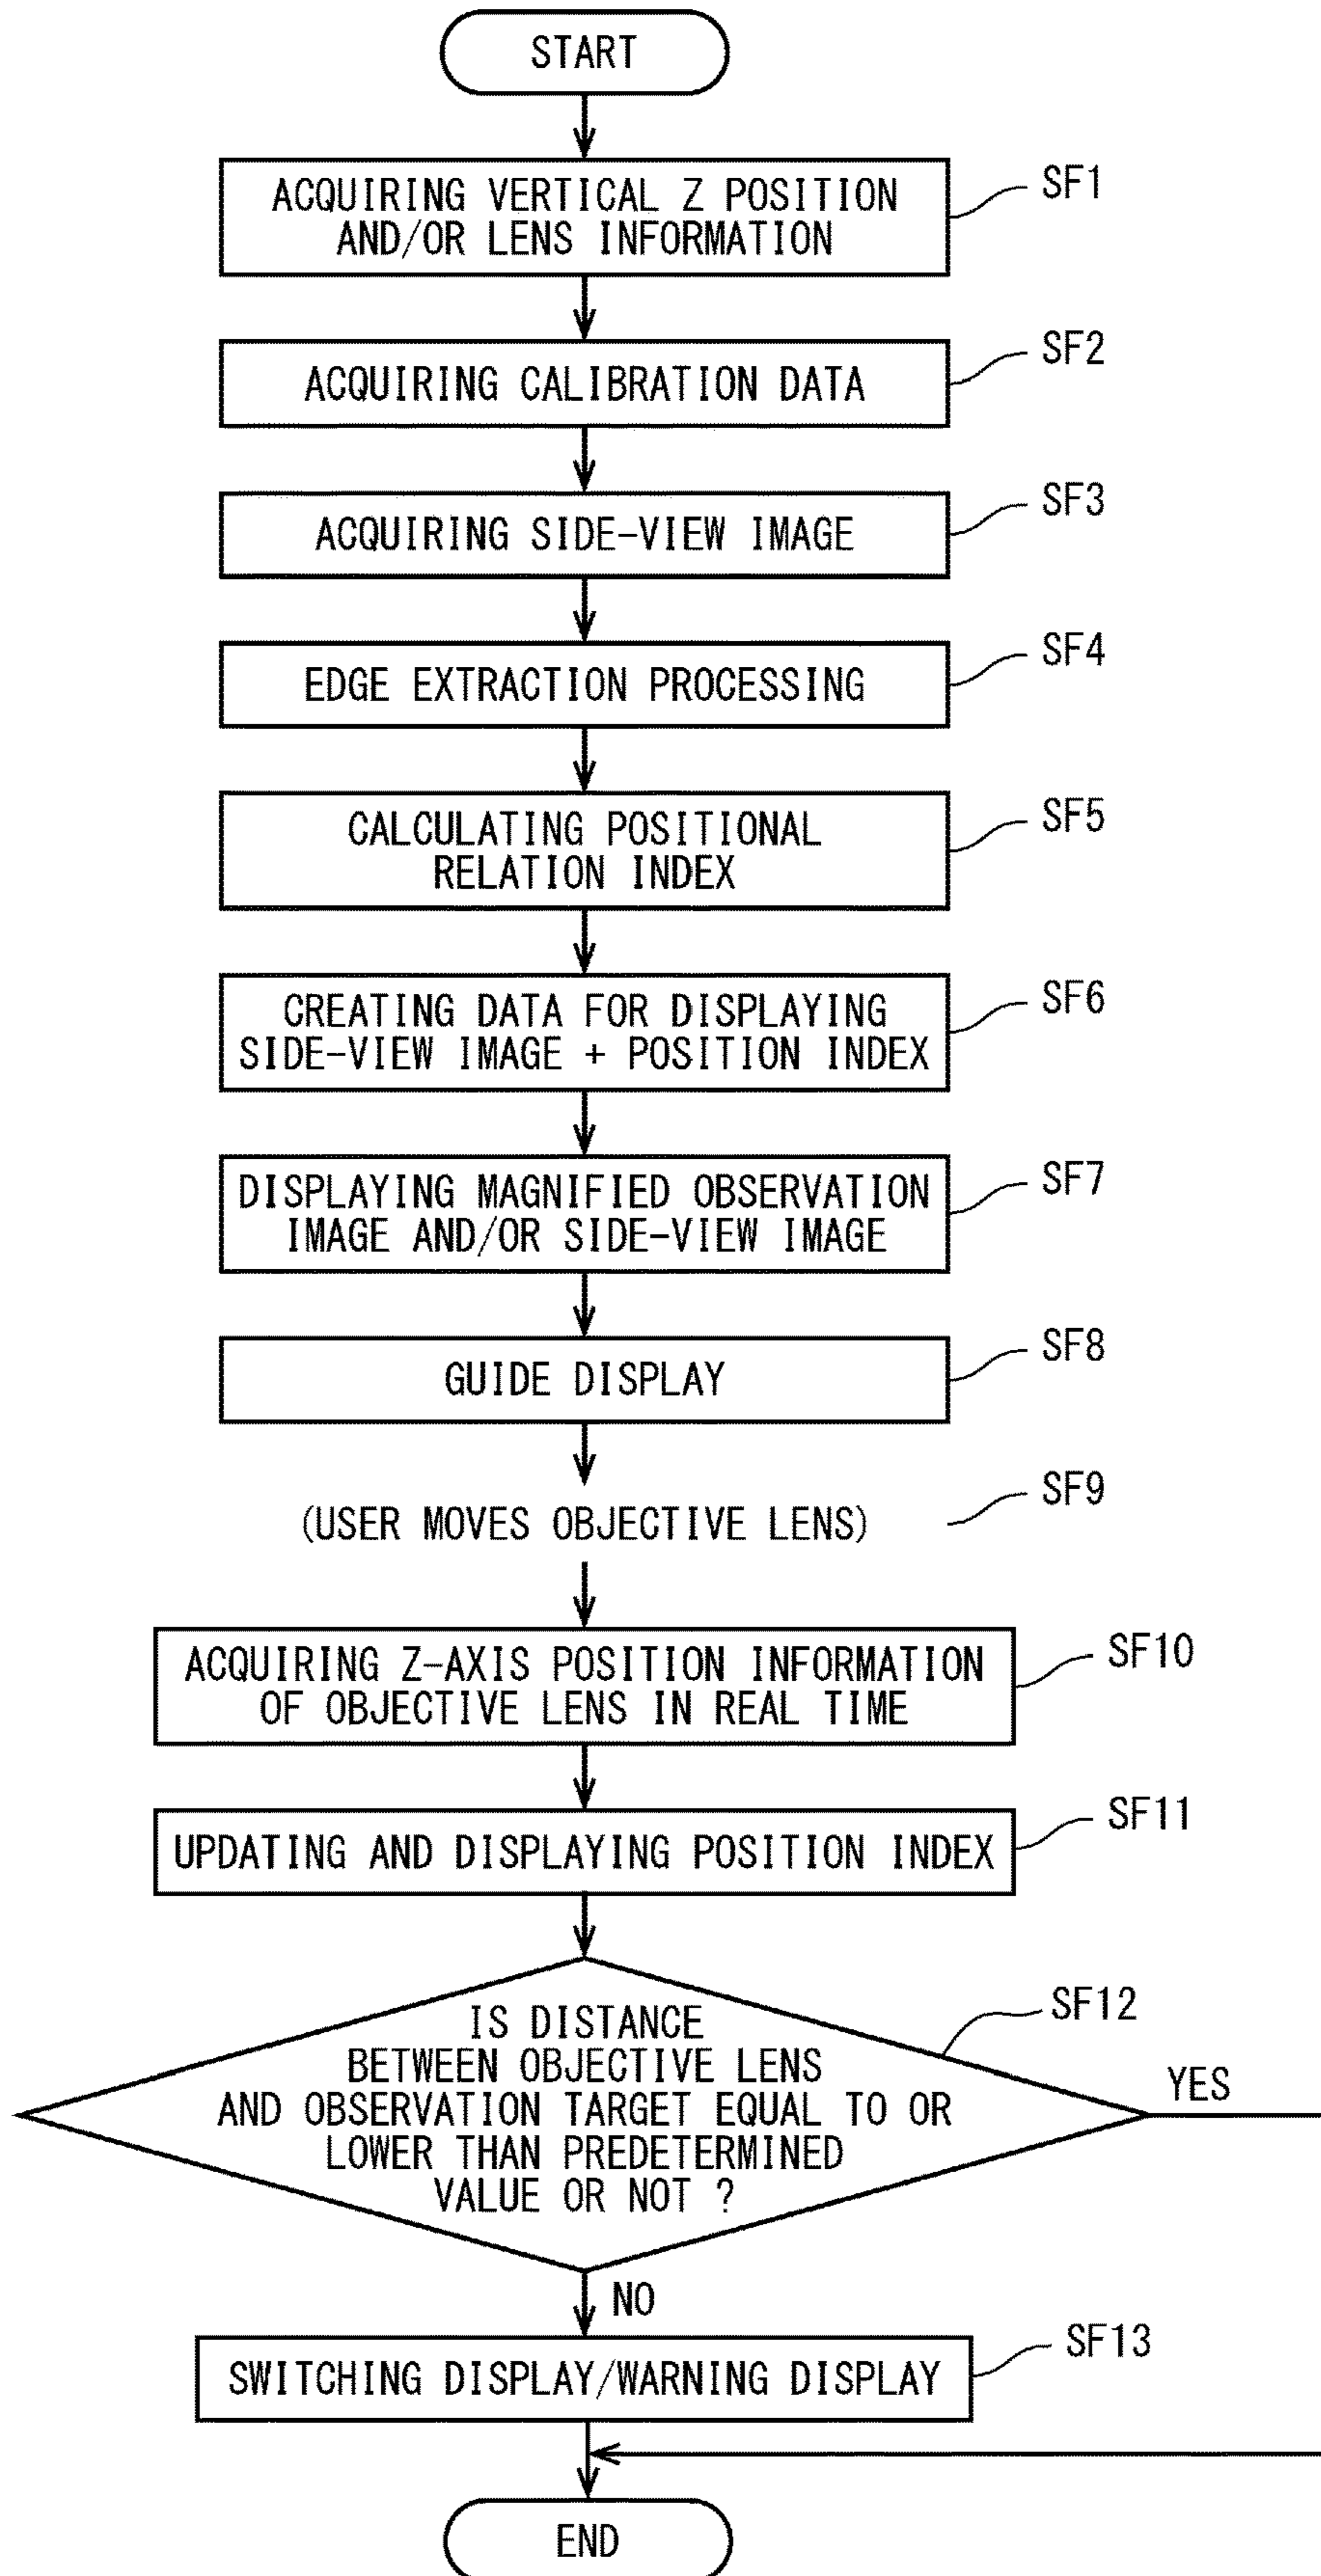 START
ACQUIRING VERTICAL Z POSITION
AND/OR LENS INFORMATION
SF1
ACQUIRING CALIBRATION DATA
SF2
ACQUIRING SIDE-VIEW IMAGE
SF3
EDGE EXTRACTION PROCESSING
SF4
CALCULATING POSITIONAL
RELATION INDEX
SF5
CREATING DATA FOR DISPLAYING
SIDE-VIEW IMAGE + POSITION INDEX
SF6
DISPLAYING MAGNIFIED OBSERVATION
IMAGE AND/OR SIDE-VIEW IMAGE
SF7
GUIDE DISPLAY
SF8
(USER MOVES OBJECTIVE LENS)
SF9
ACQUIRING Z-AXIS POSITION INFORMATION
OF OBJECTIVE LENS IN REAL TIME
SF10
UPDATING AND DISPLAYING POSITION INDEX
SF11
IS DISTANCE
BETWEEN OBJECTIVE LENS
AND OBSERVATION TARGET EQUAL TO OR
LOWER THAN PREDETERMINED
VALUE OR NOT ?
SF12
YES
NO
SWITCHING DISPLAY/WARNING DISPLAY
SF13
END